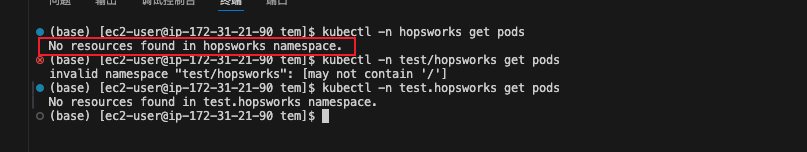 问题 输出 调试控制台 终端 端口
(base) [ec2-user@ip-172-31-21-90 tem]$ kubectl -n hopsworks get pods
No resources found in hopsworks namespace.
(base) [ec2-user@ip-172-31-21-90 tem]$ kubectl -n test/hopsworks get pods
invalid namespace "test/hopsworks": [may not contain '/']
(base) [ec2-user@ip-172-31-21-90 tem]$ kubectl -n test.hopsworks get pods
No resources found in test.hopsworks namespace.
(base) [ec2-user@ip-172-31-21-90 tem]$